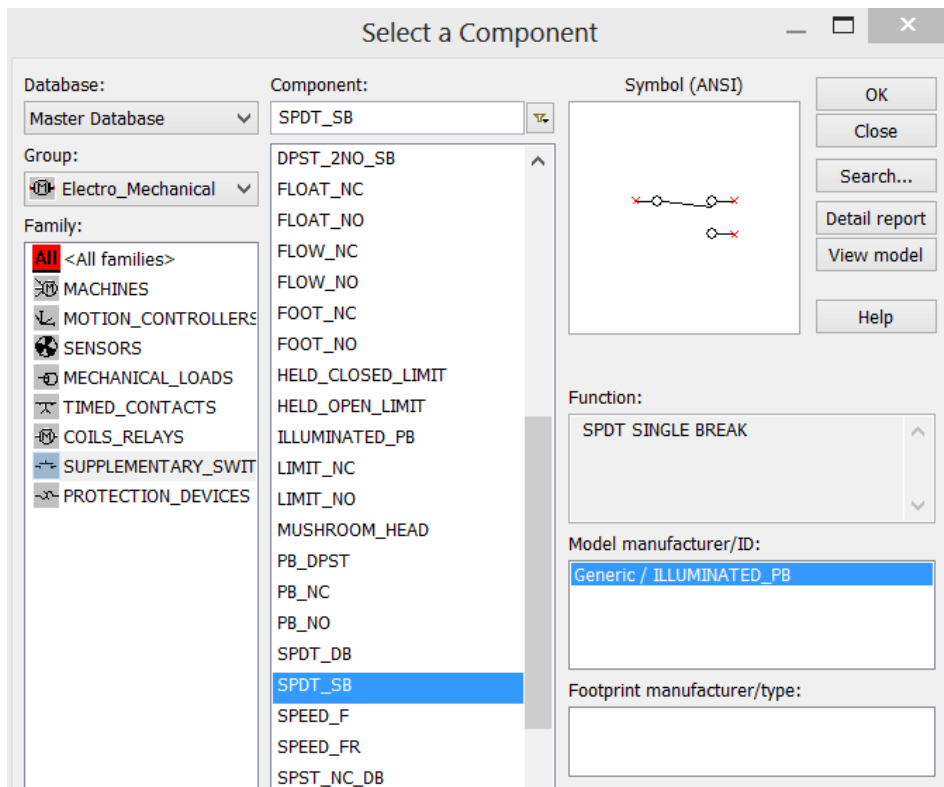 Select a Component
Database:
Master Database
Group:
Electro_Mechanical
Family:
All <All families>
MACHINES
MOTION_CONTROLLERS
SENSORS
MECHANICAL_LOADS
TIMED_CONTACTS
COILS_RELAYS
SUPPLEMENTARY_SWIT
PROTECTION_DEVICES
Component:
SPDT_SB
DPST_2NO_SB
FLOAT_NC
FLOAT_NO
FLOW_NC
FLOW_NO
FOOT_NC
FOOT_NO
HELD_CLOSED_LIMIT
HELD_OPEN_LIMIT
ILLUMINATED_PB
LIMIT_NC
LIMIT_NO
MUSHROOM_HEAD
PB_DPST
PB_NC
PB_NO
SPDT_DB
SPDT_SB
SPEED_F
SPEED_FR
SPST_NC_DB
Symbol (ANSI)
OK
Close
Search...
Detail report
View model
Help
Function:
SPDT SINGLE BREAK
Model manufacturer/ID:
Generic / ILLUMINATED_PB
Footprint manufacturer/type: